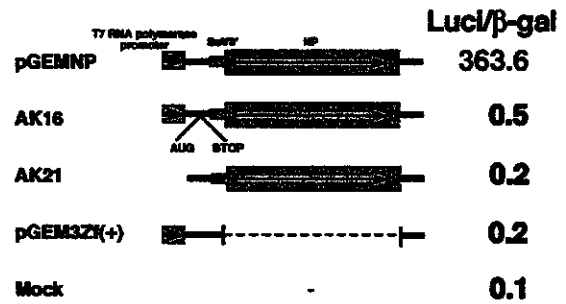 Luci/β-gal
T7 RNA polymerase promoter
NP
pGEMNP 363.6
AK16 0.5
AUG STOP
AK21 0.2
pGEM3Zf(+) 0.2
Mock - 0.1